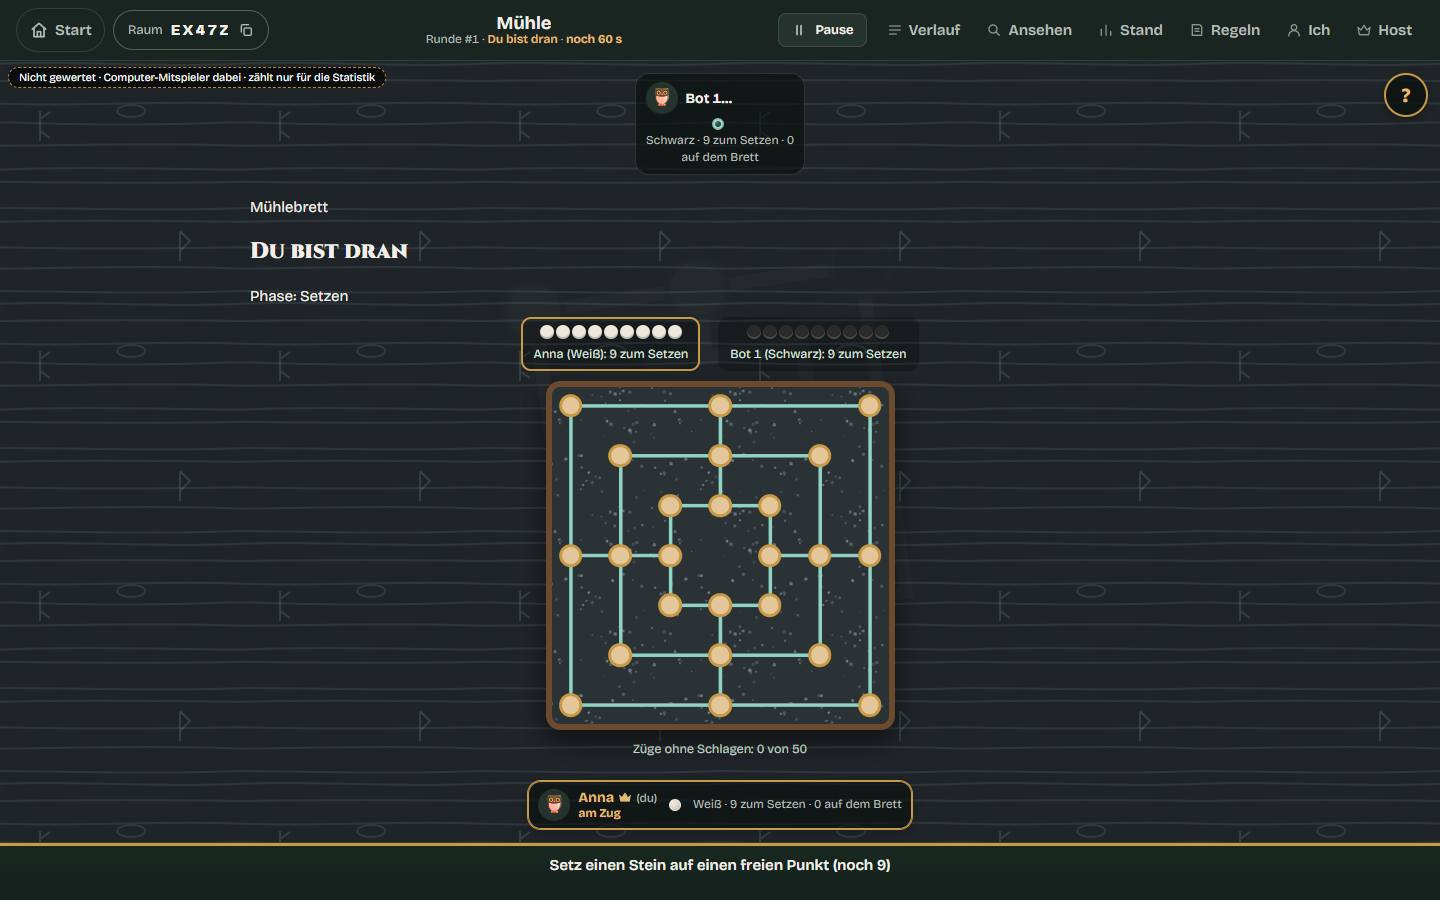 Start
Raum EX47Z
Mühle
Runde #1 · Du bist dran · noch 60 s
Pause
Verlauf
Ansehen
Stand
Regeln
Ich
Host
Nicht gewertet · Computer-Mitspieler dabei · zählt nur für die Statistik
Bot 1...
Schwarz · 9 zum Setzen · 0
auf dem Brett
?
Mühlebrett
Du bist dran
Phase: Setzen
Anna (Weiß): 9 zum Setzen
Bot 1 (Schwarz): 9 zum Setzen
Züge ohne Schlagen: 0 von 50
Anna (du)
am Zug
Weiß · 9 zum Setzen · 0 auf dem Brett
Setz einen Stein auf einen freien Punkt (noch 9)